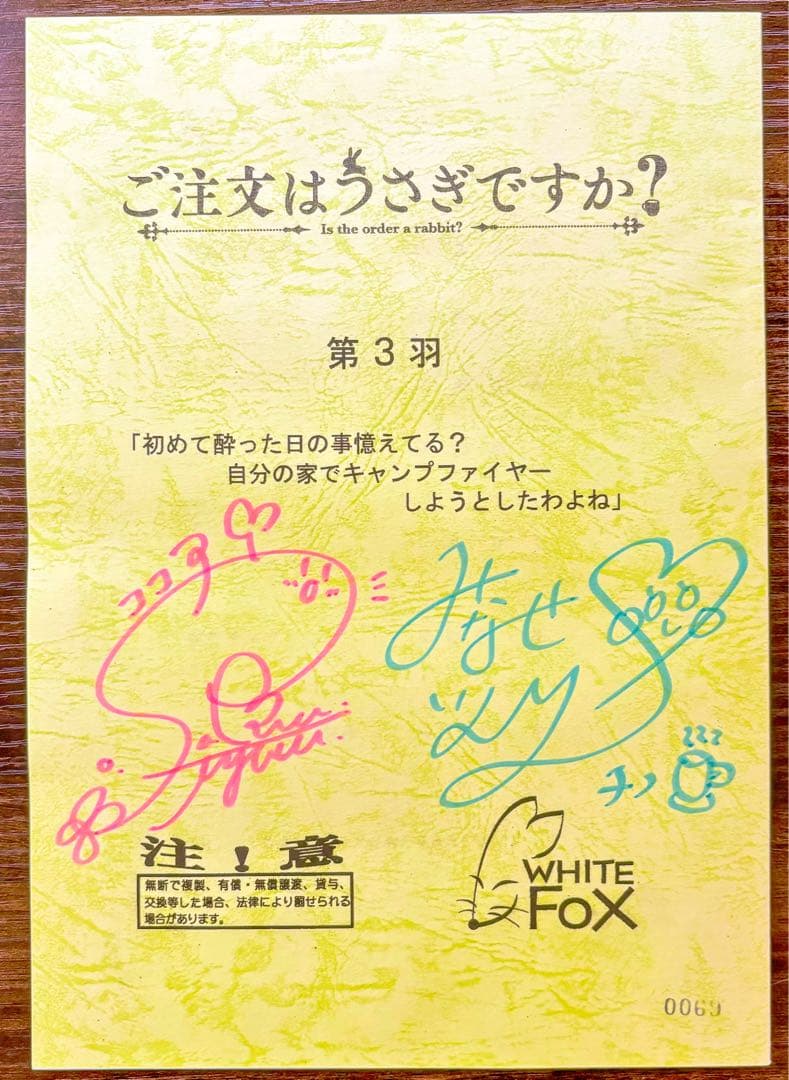 ご注文はうさぎですか?
Is the order a rabbit?
第3羽
「初めて酔った日の事憶えてる?
自分の家でキャンプファイヤー
しようとしたわよね」
ココア
みなせ
いのり
チノ
注!意
無断で複製、有償・無償譲渡、貸与、
交換等した場合、法律により罰せられる
場合があります。
WHITE
FOX
0069